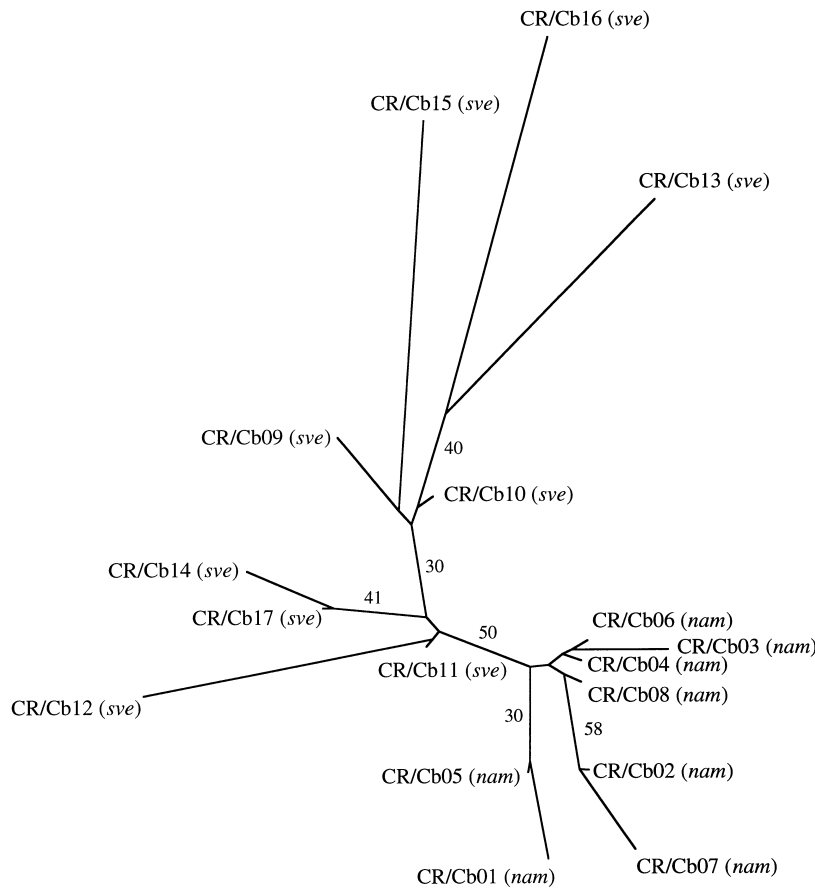 CR/Cb16 (sve)
CR/Cb15 (sve)
CR/Cb13 (sve)
CR/Cb09 (sve)
40
CR/Cb10 (sve)
30
CR/Cb14 (sve)
41
CR/Cb17 (sve)
50
CR/Cb06 (nam)
CR/Cb03 (nam)
CR/Cb04 (nam)
CR/Cb11 (sve)
CR/Cb08 (nam)
CR/Cb12 (sve)
30
58
CR/Cb05 (nam)
CR/Cb02 (nam)
CR/Cb07 (nam)
CR/Cb01 (nam)